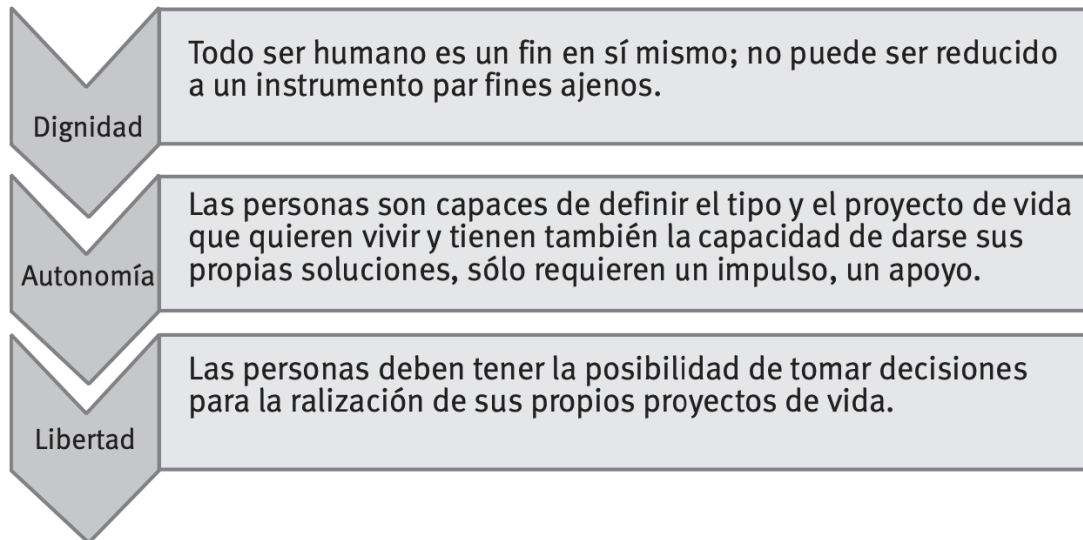 Todo ser humano es un fin en sí mismo; no puede ser reducido
a un instrumento par fines ajenos.
Dignidad
Las personas son capaces de definir el tipo y el proyecto de vida
que quieren vivir y tienen también la capacidad de darse sus
propias soluciones, sólo requieren un impulso, un apoyo.
Autonomía
Las personas deben tener la posibilidad de tomar decisiones
para la ralización de sus propios proyectos de vida.
Libertad